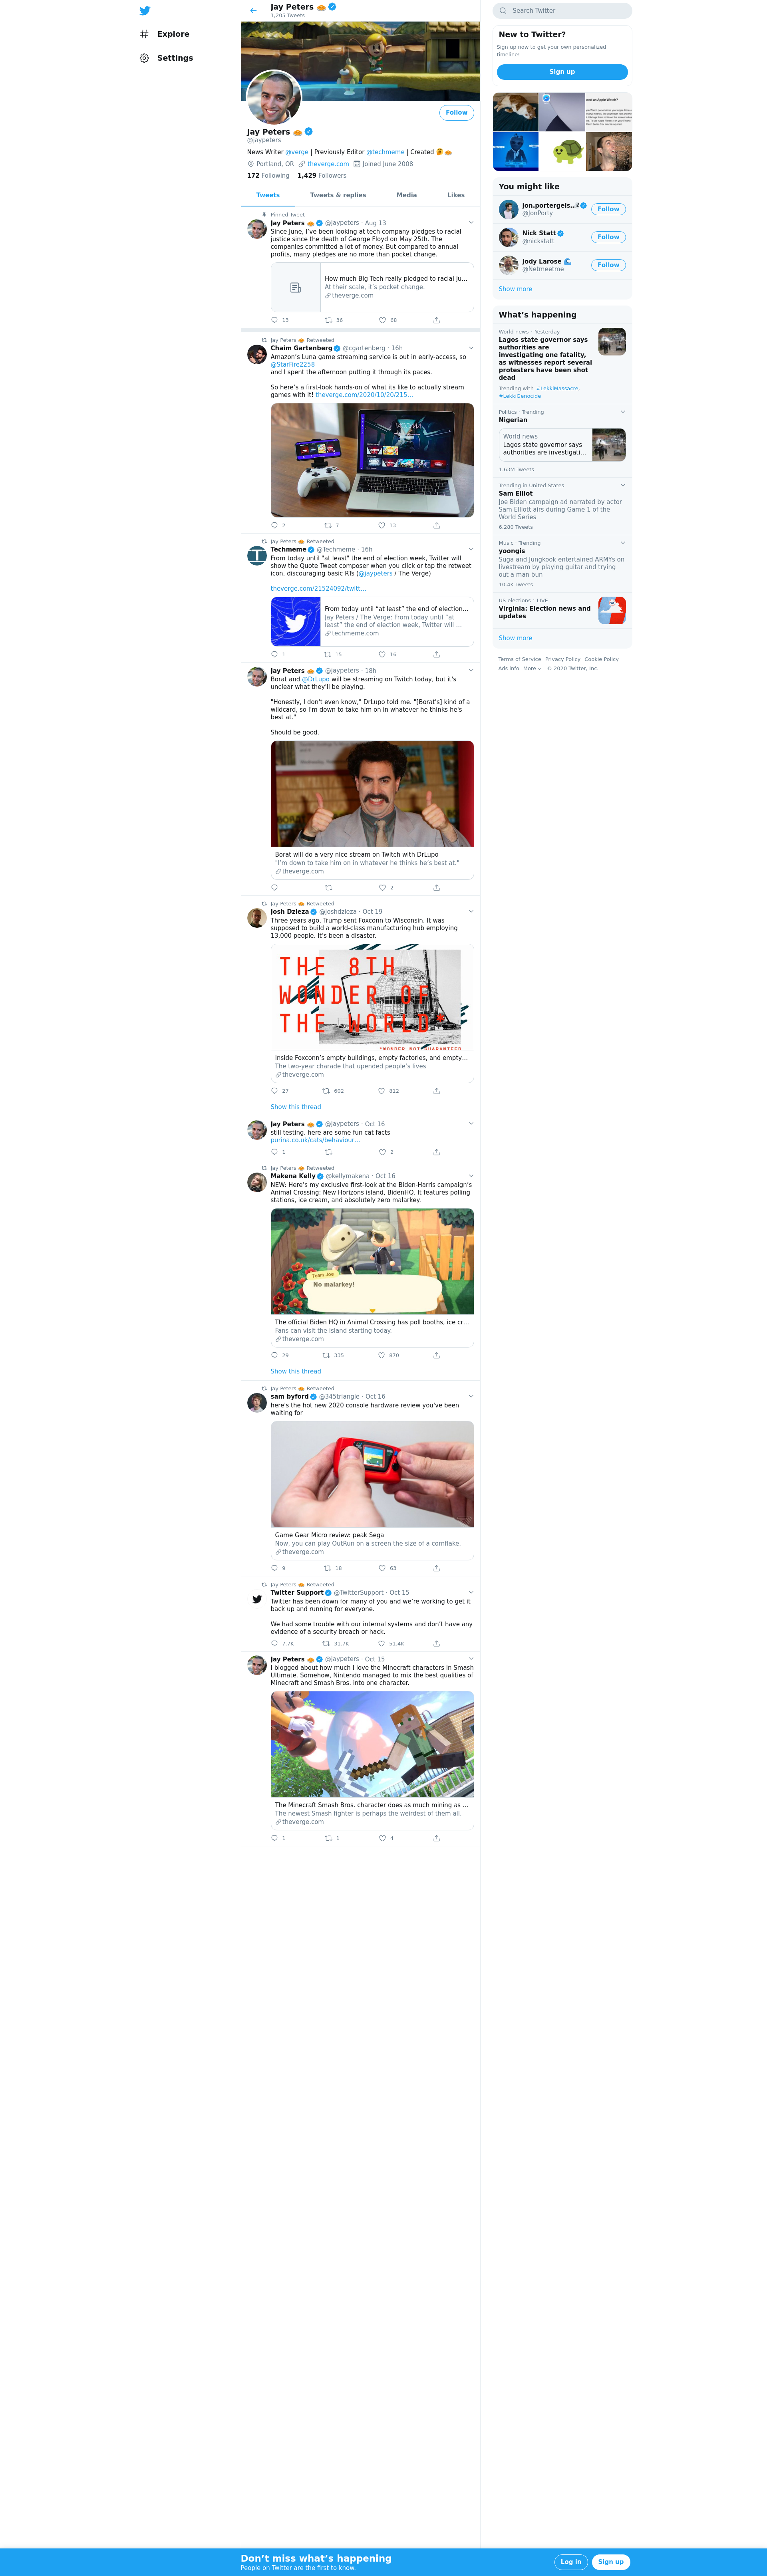 Explore
Settings
Jay Peters
1,205 Tweets
Follow
Jay Peters
@jaypeters
News Writer @verge | Previously Editor @techmeme | Created
Portland, OR theverge.com Joined June 2008
172 Following 1,429 Followers
Tweets Tweets & replies Media Likes
Pinned Tweet
Jay Peters @jaypeters · Aug 13
Since June, I've been looking at tech company pledges to racial
justice since the death of George Floyd on May 25th. The
companies committed a lot of money. But compared to annual
profits, many pledges are no more than pocket change.
How much Big Tech really pledged to racial ju...
At their scale, it's pocket change.
theverge.com
13 36 68
Jay Peters Retweeted
Chaim Gartenberg @cgartenberg · 16h
Amazon's Luna game streaming service is out in early-access, so
@StarFire2258
and I spent the afternoon putting it through its paces.
So here's a first-look hands-on of what its like to actually stream
games with it! theverge.com/2020/10/20/215...
2 7 13
Jay Peters Retweeted
Techmeme @Techmeme · 16h
From today until "at least" the end of election week, Twitter will
show the Quote Tweet composer when you click or tap the retweet
icon, discouraging basic RTs (@jaypeters / The Verge)
theverge.com/21524092/twitt...
From today until "at least" the end of election...
Jay Peters / The Verge: From today until "at
least" the end of election week, Twitter will ...
techmeme.com
1 15 16
Jay Peters @jaypeters · 18h
Borat and @DrLupo will be streaming on Twitch today, but it's
unclear what they'll be playing.
"Honestly, I don't even know," DrLupo told me. "[Borat's] kind of a
wildcard, so I'm down to take him on in whatever he thinks he's
best at."
Should be good.
Borat will do a very nice stream on Twitch with DrLupo
"I'm down to take him on in whatever he thinks he's best at."
theverge.com
2
Jay Peters Retweeted
Josh Dzieza @joshdzieza · Oct 19
Three years ago, Trump sent Foxconn to Wisconsin. It was
supposed to build a world-class manufacturing hub employing
13,000 people. It's been a disaster.
THE 8TH
WONDER OF
THE WORLD*
*WONDER NOT GUARANTEED
Inside Foxconn's empty buildings, empty factories, and empty...
The two-year charade that upended people's lives
theverge.com
27 602 812
Show this thread
Jay Peters @jaypeters · Oct 16
still testing. here are some fun cat facts
purina.co.uk/cats/behaviour...
1 2
Jay Peters Retweeted
Makena Kelly @kellymakena · Oct 16
NEW: Here's my exclusive first-look at the Biden-Harris campaign's
Animal Crossing: New Horizons island, BidenHQ. It features polling
stations, ice cream, and absolutely zero malarkey.
Team Joe
No malarkey!
The official Biden HQ in Animal Crossing has poll booths, ice cr...
Fans can visit the island starting today.
theverge.com
29 335 870
Show this thread
Jay Peters Retweeted
sam byford @345triangle · Oct 16
here's the hot new 2020 console hardware review you've been
waiting for
Game Gear Micro review: peak Sega
Now, you can play OutRun on a screen the size of a cornflake.
theverge.com
9 18 63
Jay Peters Retweeted
Twitter Support @TwitterSupport · Oct 15
Twitter has been down for many of you and we're working to get it
back up and running for everyone.
We had some trouble with our internal systems and don't have any
evidence of a security breach or hack.
7.7K 31.7K 51.4K
Jay Peters @jaypeters · Oct 15
I blogged about how much I love the Minecraft characters in Smash
Ultimate. Somehow, Nintendo managed to mix the best qualities of
Minecraft and Smash Bros. into one character.
The Minecraft Smash Bros. character does as much mining as ...
The newest Smash fighter is perhaps the weirdest of them all.
theverge.com
1 1 4
Search Twitter
New to Twitter?
Sign up now to get your own personalized
timeline!
Sign up
You might like
jon.portergeis...
@JonPorty
Follow
Nick Statt
@nickstatt
Follow
Jody Larose
@Netmeetme
Follow
Show more
What's happening
World news · Yesterday
Lagos state governor says
authorities are
investigating one fatality,
as witnesses report several
protesters have been shot
dead
Trending with #LekkiMassacre,
#LekkiGenocide
Politics · Trending
Nigerian
World news
Lagos state governor says
authorities are investigati...
1.63M Tweets
Trending in United States
Sam Elliot
Joe Biden campaign ad narrated by actor
Sam Elliott airs during Game 1 of the
World Series
6,280 Tweets
Music · Trending
yoongis
Suga and Jungkook entertained ARMYs on
livestream by playing guitar and trying
out a man bun
10.4K Tweets
US elections · LIVE
Virginia: Election news and
updates
Show more
Terms of Service Privacy Policy Cookie Policy
Ads info More © 2020 Twitter, Inc.
Don't miss what's happening
People on Twitter are the first to know.
Log in
Sign up